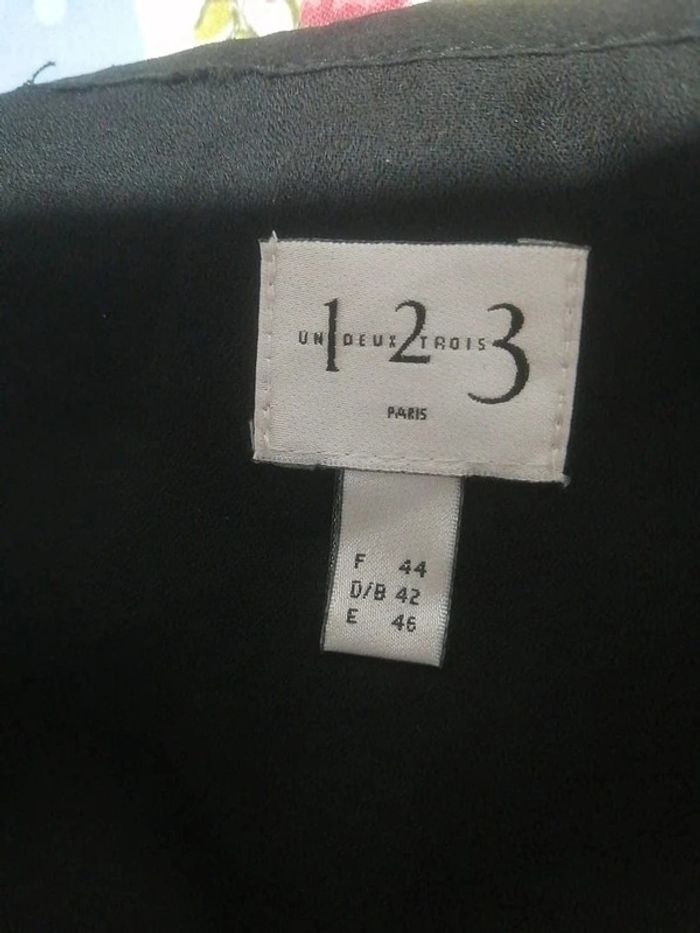 UN 1 DEUX 2 TROIS 3
PARIS
F 44
D/B 42
E 46